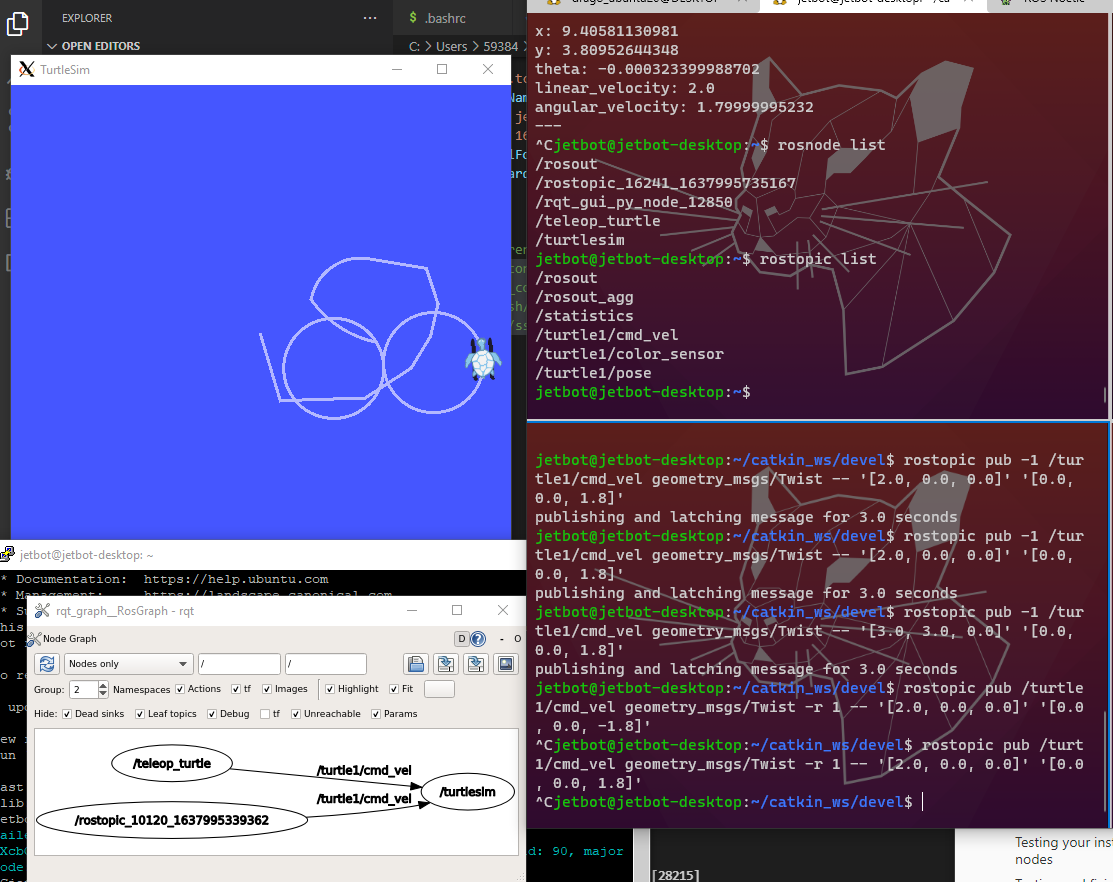 EXPLORER
···
$ .bashrc
OPEN EDITORS
C: > Users > 59384 >
TurtleSim
x: 9.40581130981
y: 3.80952644348
theta: -0.000323399988702
linear_velocity: 2.0
angular_velocity: 1.79999995232
---
^Cjetbot@jetbot-desktop:~$ rosnode list
/rosout
/rostopic_16241_1637995735167
/rqt_gui_py_node_12850
/teleop_turtle
/turtlesim
jetbot@jetbot-desktop:~$ rostopic list
/rosout
/rosout_agg
/statistics
/turtle1/cmd_vel
/turtle1/color_sensor
/turtle1/pose
jetbot@jetbot-desktop:~$
jetbot@jetbot-desktop:~/catkin_ws/devel$ rostopic pub -1 /tur
tle1/cmd_vel geometry_msgs/Twist -- '[2.0, 0.0, 0.0]' '[0.0,
0.0, 1.8]'
publishing and latching message for 3.0 seconds
jetbot@jetbot-desktop:~/catkin_ws/devel$ rostopic pub -1 /tur
tle1/cmd_vel geometry_msgs/Twist -- '[2.0, 0.0, 0.0]' '[0.0,
0.0, 1.8]'
publishing and latching message for 3.0 seconds
jetbot@jetbot-desktop:~/catkin_ws/devel$ rostopic pub -1 /tur
tle1/cmd_vel geometry_msgs/Twist -- '[3.0, 3.0, 0.0]' '[0.0,
0.0, 1.8]'
publishing and latching message for 3.0 seconds
jetbot@jetbot-desktop:~/catkin_ws/devel$ rostopic pub /turtle
1/cmd_vel geometry_msgs/Twist -r 1 -- '[2.0, 0.0, 0.0]' '[0.0
, 0.0, -1.8]'
^Cjetbot@jetbot-desktop:~/catkin_ws/devel$ rostopic pub /turt
le1/cmd_vel geometry_msgs/Twist -r 1 -- '[2.0, 0.0, 0.0]' '[0.0
, 0.0, 1.8]'
^Cjetbot@jetbot-desktop:~/catkin_ws/devel$
jetbot@jetbot-desktop: ~
* Documentation: https://help.ubuntu.com
* Management: https://landscape.canonical.com
rqt_graph__RosGraph - rqt
Node Graph
D - O
Nodes only / /
Group: 2 Namespaces Actions tf Images Highlight Fit
Hide: Dead sinks Leaf topics Debug tf Unreachable Params
/teleop_turtle
/turtle1/cmd_vel
/turtle1/cmd_vel
/turtlesim
/rostopic_10120_1637995339362
d: 90, major
[28215]
Testing your inst
nodes